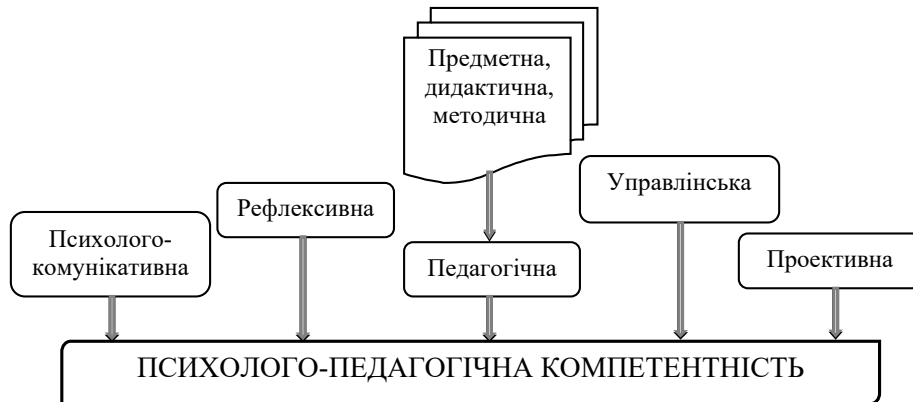 Предметна,
дидактична,
методична
Управлінська
Рефлексивна
Психолого-
комунікативна
Педагогічна
Проективна
ПСИХОЛОГО-ПЕДАГОГІЧНА КОМПЕТЕНТНІСТЬ